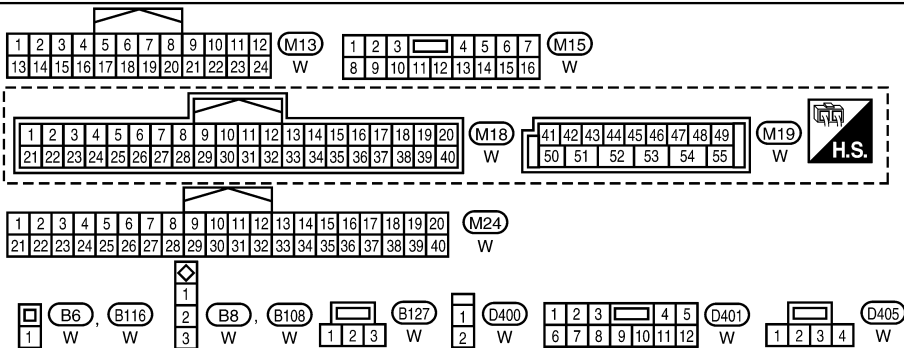 1 2 3 4 5 6 7 8 9 10 11 12
13 14 15 16 17 18 19 20 21 22 23 24
M13
W
1 2 3 4 5 6 7
8 9 10 11 12 13 14 15 16
M15
W
1 2 3 4 5 6 7 8 9 10 11 12 13 14 15 16 17 18 19 20
21 22 23 24 25 26 27 28 29 30 31 32 33 34 35 36 37 38 39 40
M18
W
41 42 43 44 45 46 47 48 49
50 51 52 53 54 55
M19
W
H.S.
1 2 3 4 5 6 7 8 9 10 11 12 13 14 15 16 17 18 19 20
21 22 23 24 25 26 27 28 29 30 31 32 33 34 35 36 37 38 39 40
M24
W
1
B6 , B116
W W
1
2
3
B8 , B108
W W
1 2 3
B127
W
1
2
D400
W
1 2 3 4 5
6 7 8 9 10 11 12
D401
W
1 2 3 4
D405
W